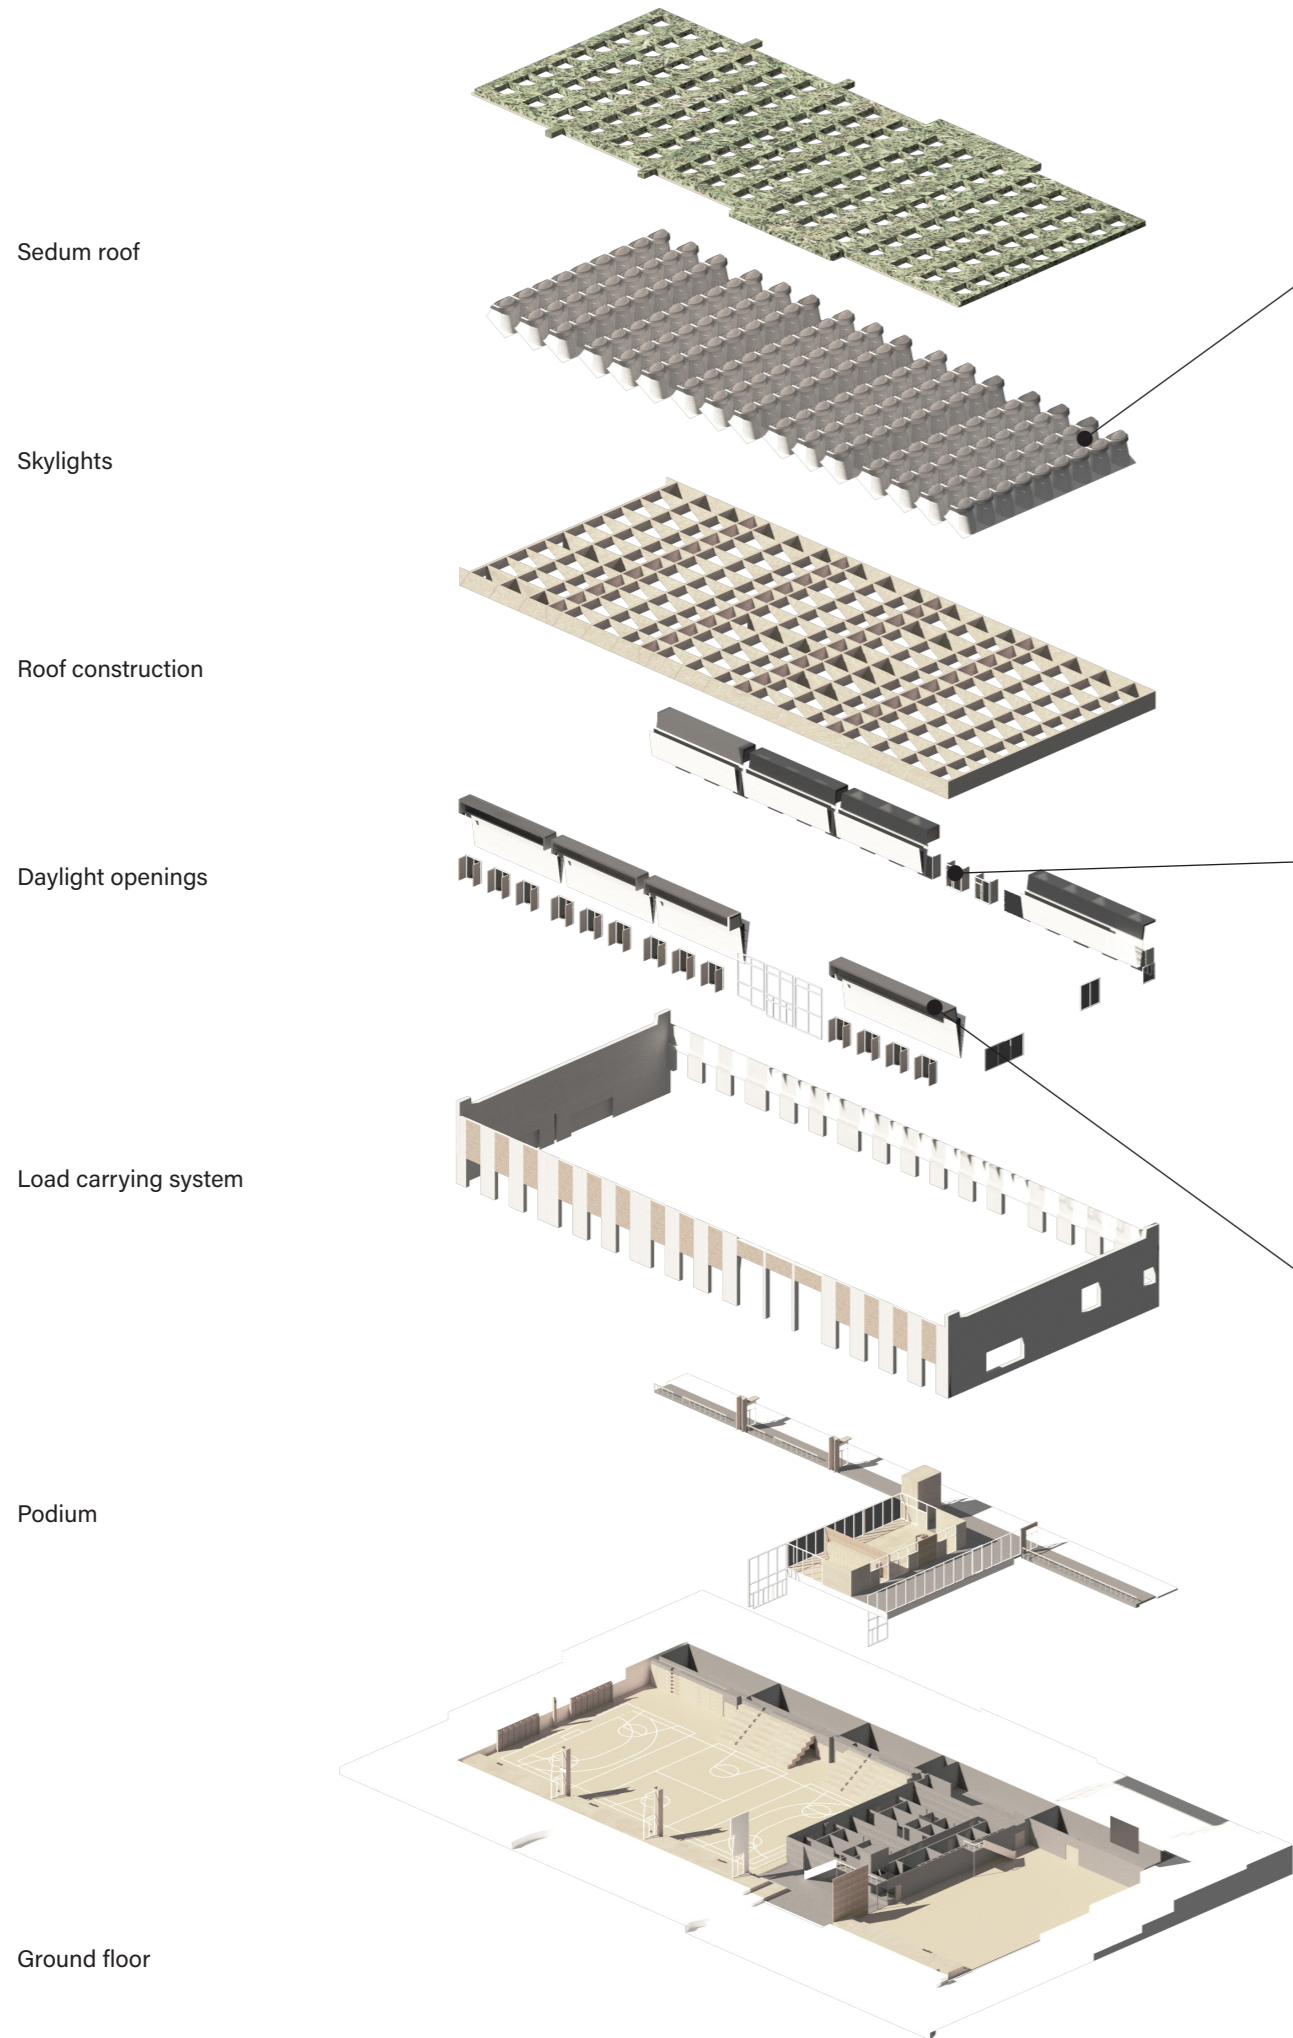 Sedum roof
Skylights
Roof construction
Daylight openings
Load carrying system
Podium
Ground floor